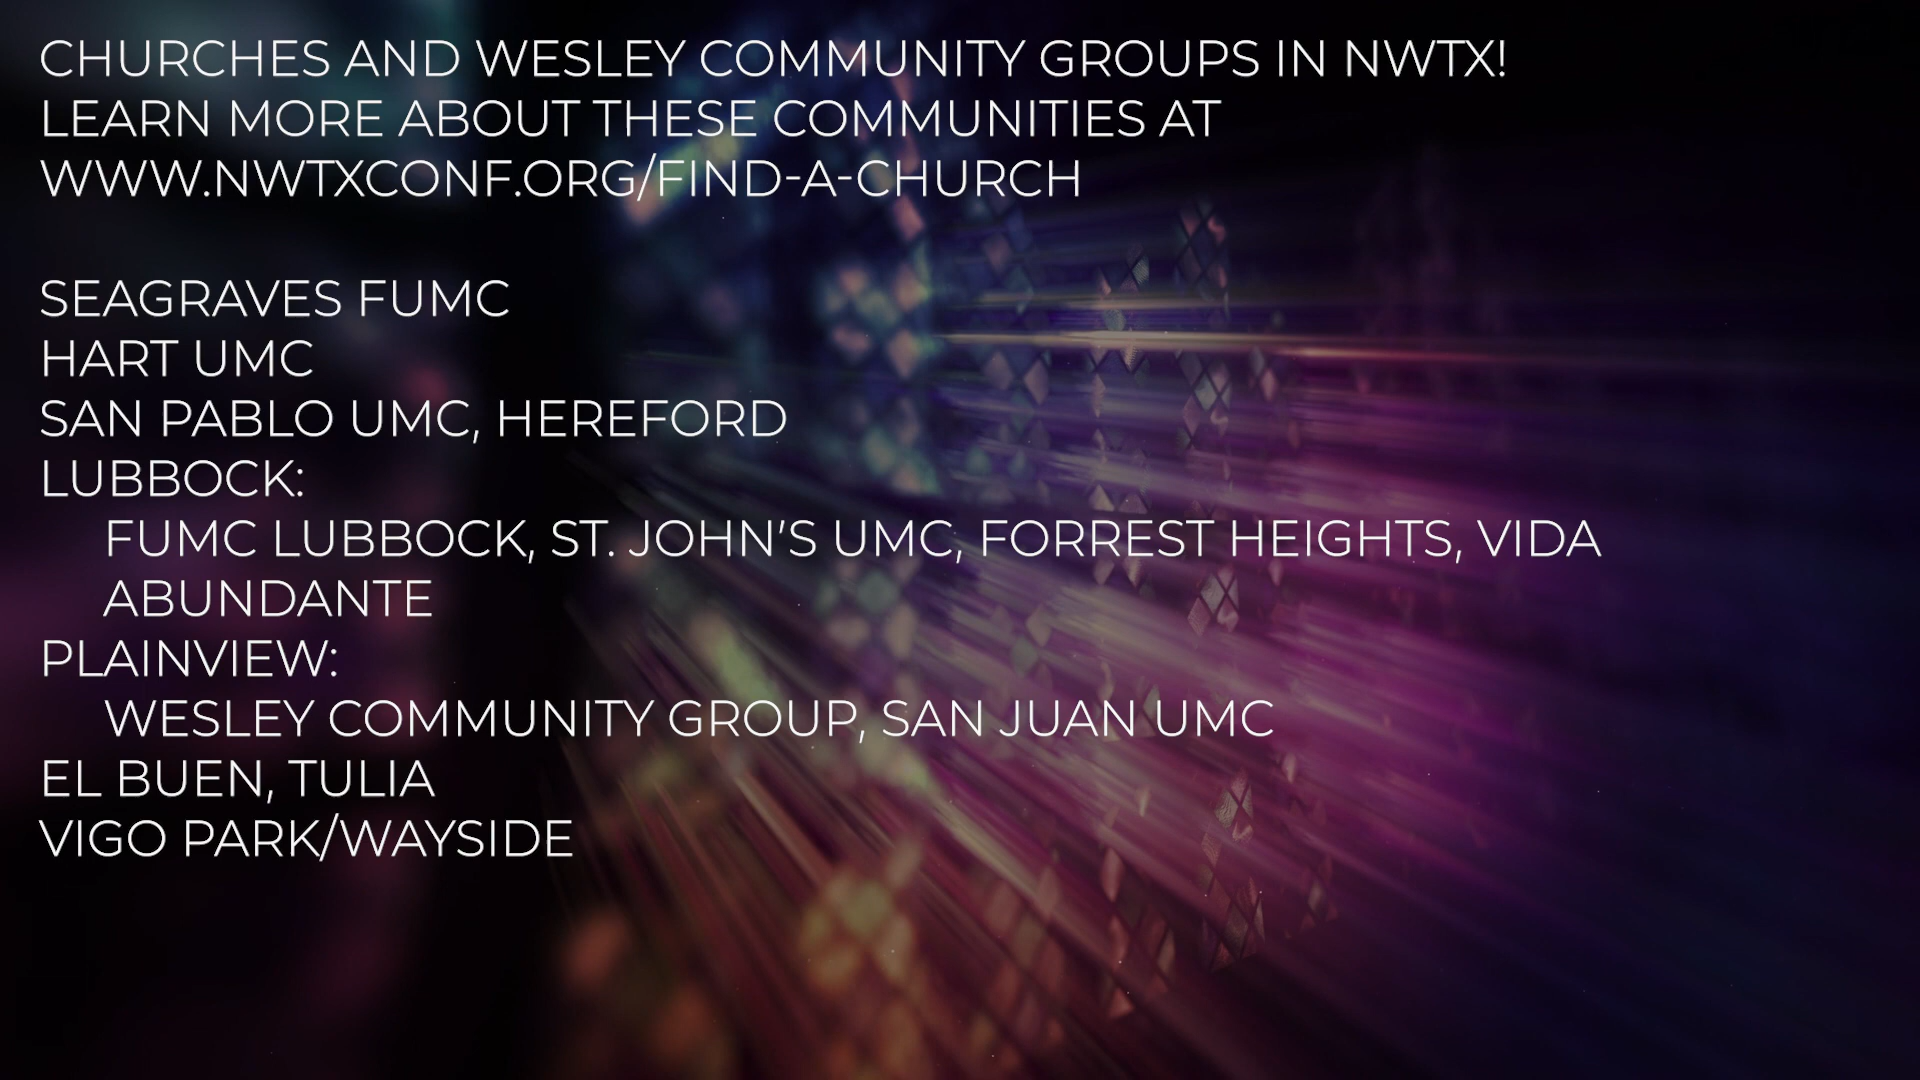 CHURCHES AND WESLEY COMMUNITY GROUPS IN NWTX!
LEARN MORE ABOUT THESE COMMUNITIES AT
WWW.NWTXCONF.ORG/FIND-A-CHURCH
SEAGRAVES FUMC
HART UMC
SAN PABLO UMC, HEREFORD
LUBBOCK:
FUMC LUBBOCK, ST. JOHN'S UMC, FORREST HEIGHTS, VIDA
ABUNDANTE
PLAINVIEW:
WESLEY COMMUNITY GROUP, SAN JUAN UMC
EL BUEN, TULIA
VIGO PARK/WAYSIDE